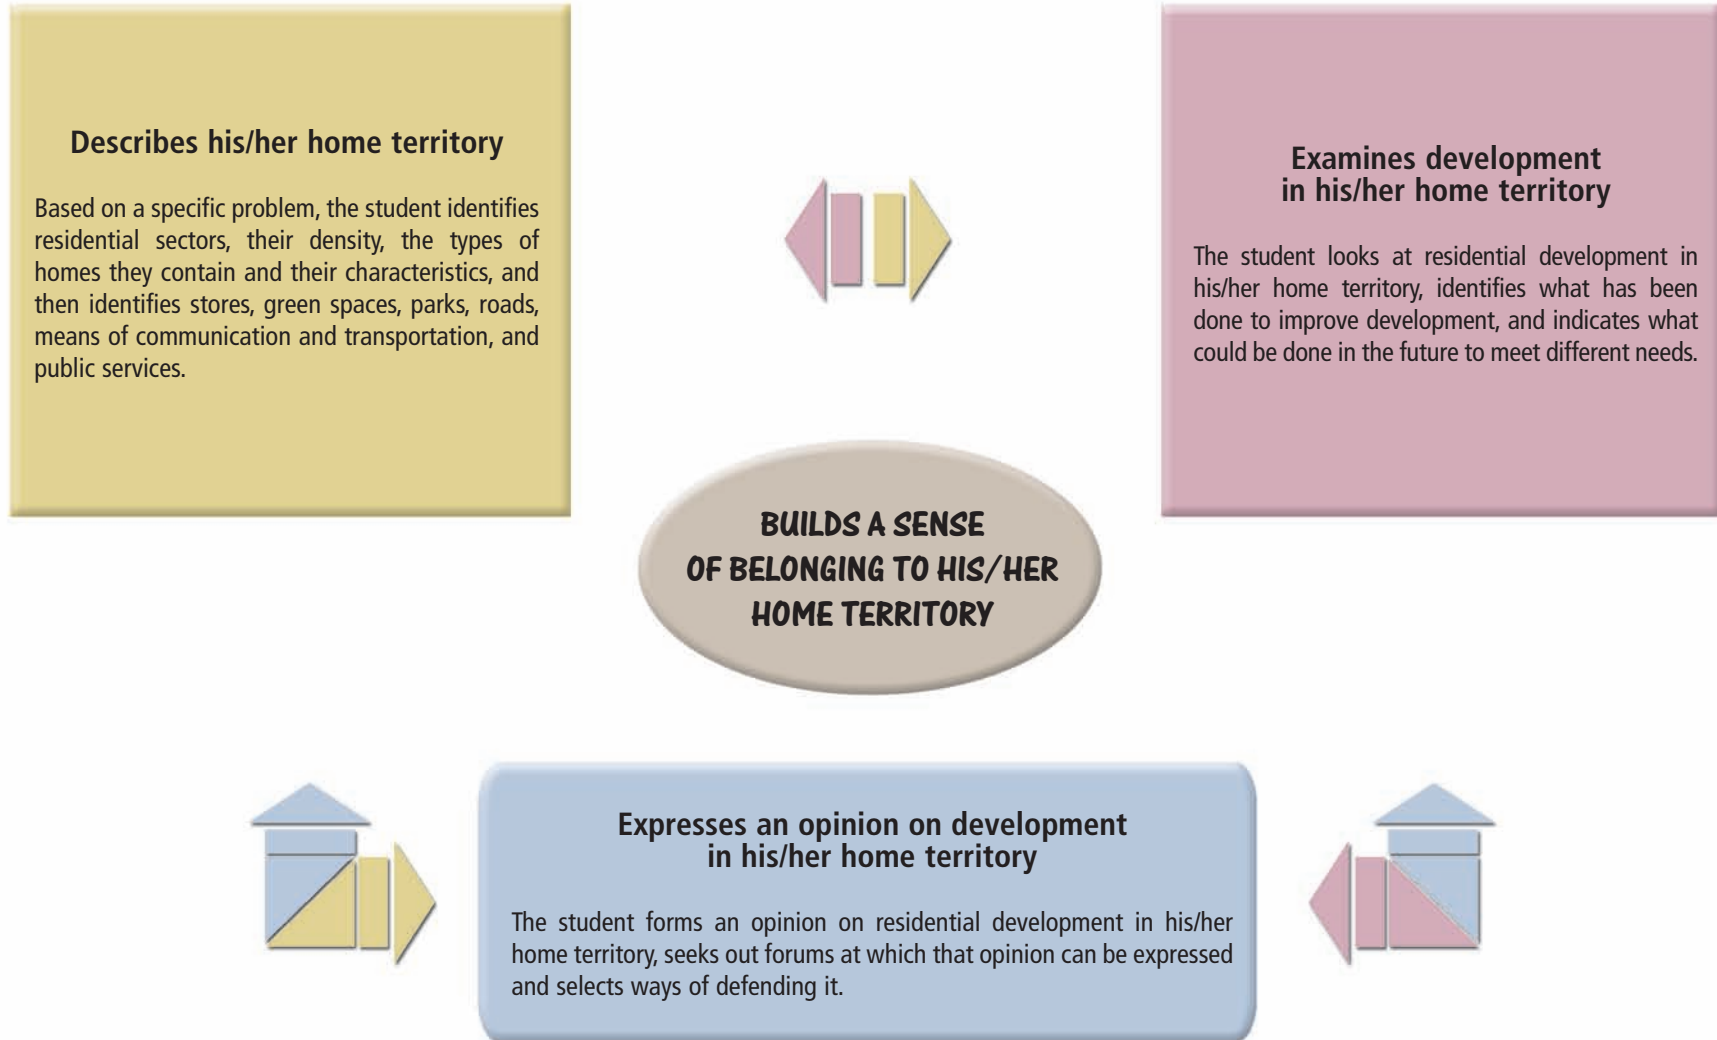 Describes his/her home territory
Based on a specific problem, the student identifies
residential sectors, their density, the types of
homes they contain and their characteristics, and
then identifies stores, green spaces, parks, roads,
means of communication and transportation, and
public services.
Examines development
in his/her home territory
The student looks at residential development in
his/her home territory, identifies what has been
done to improve development, and indicates what
could be done in the future to meet different needs.
BUILDS A SENSE
OF BELONGING TO HIS/HER
HOME TERRITORY
Expresses an opinion on development
in his/her home territory
The student forms an opinion on residential development in his/her
home territory, seeks out forums at which that opinion can be expressed
and selects ways of defending it.